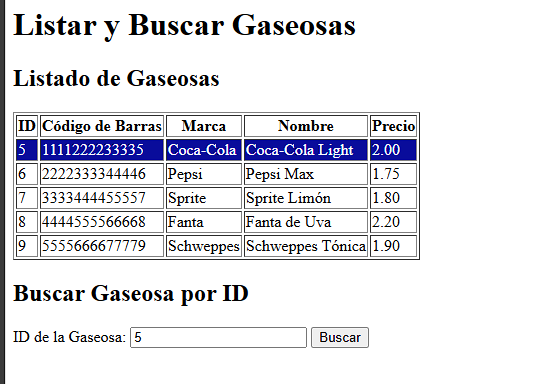 Listar y Buscar Gaseosas
Listado de Gaseosas
ID Código de Barras Marca Nombre Precio
5 1111222233335 Coca-Cola Coca-Cola Light 2.00
6 2222333344446 Pepsi Pepsi Max 1.75
7 3333444455557 Sprite Sprite Limón 1.80
8 4444555566668 Fanta Fanta de Uva 2.20
9 5555666677779 Schweppes Schweppes Tónica 1.90
Buscar Gaseosa por ID
ID de la Gaseosa: 5 Buscar